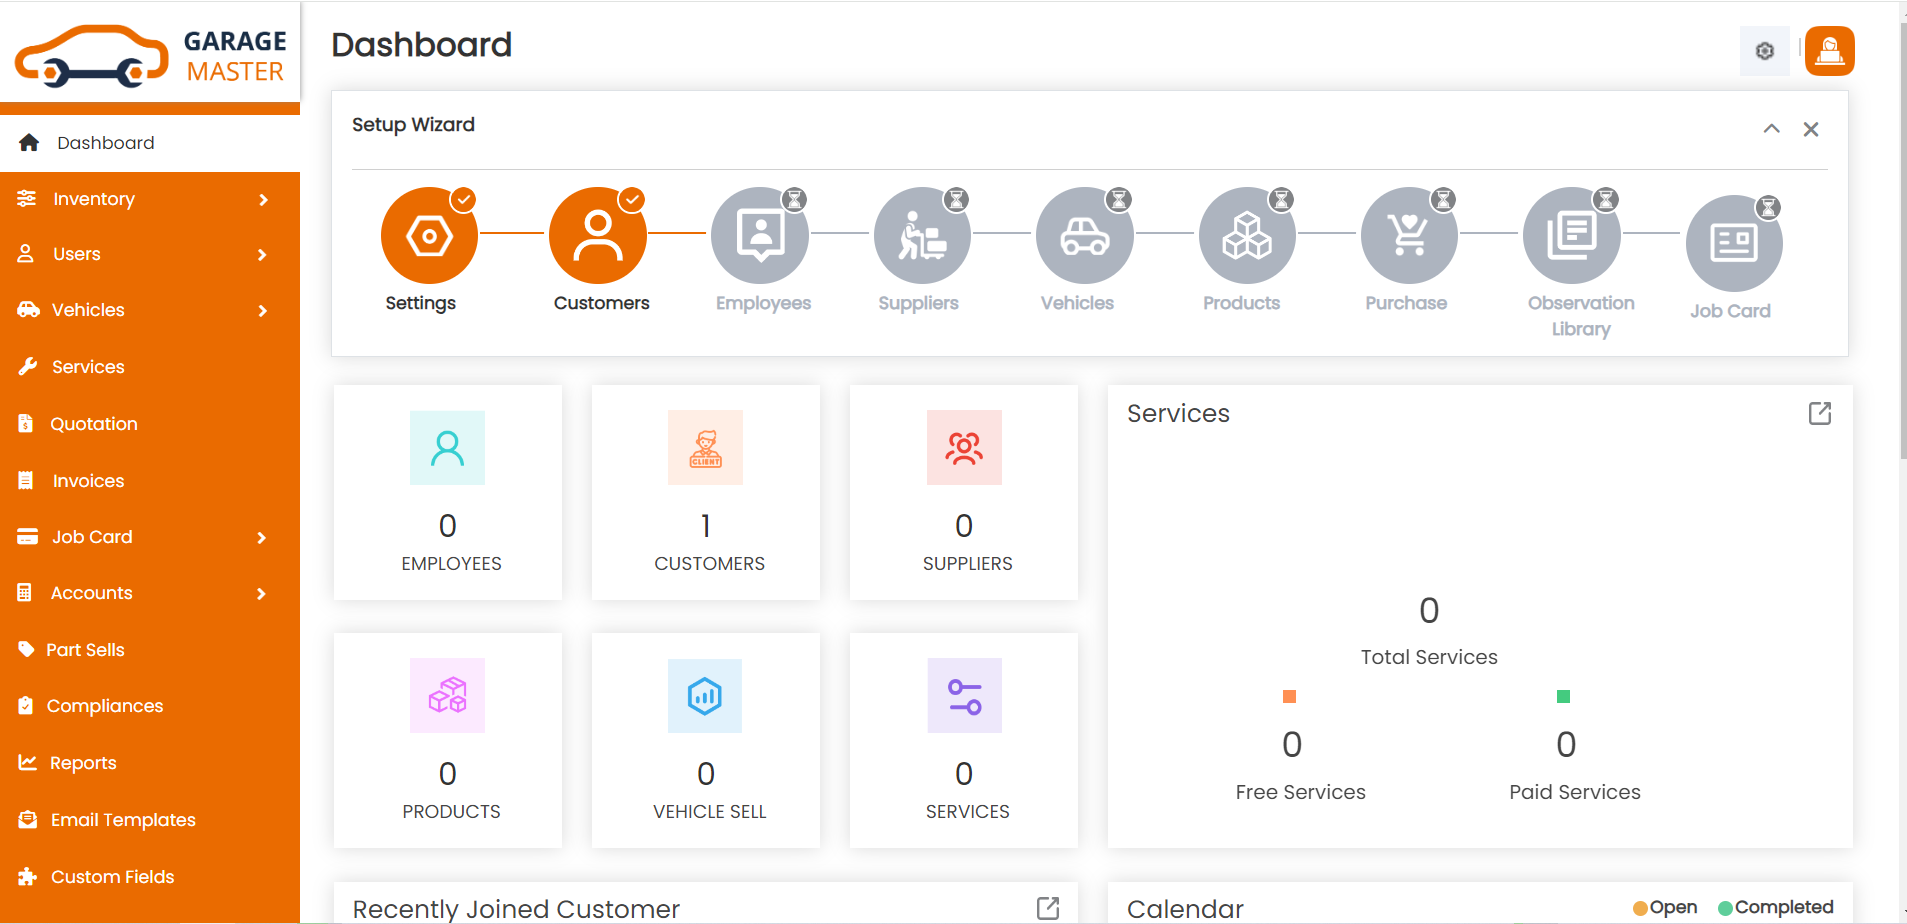 GARAGE
MASTER
Dashboard
Dashboard
Inventory
Users
Vehicles
Services
Quotation
Invoices
Job Card
Accounts
Part Sells
Compliances
Reports
Email Templates
Custom Fields
Setup Wizard
Settings
Customers
Employees
Suppliers
Vehicles
Products
Purchase
Observation
Library
Job Card
0
EMPLOYEES
CLIENT
1
CUSTOMERS
0
SUPPLIERS
0
PRODUCTS
0
VEHICLE SELL
0
SERVICES
Services
0
Total Services
0
Free Services
0
Paid Services
Recently Joined Customer
Calendar
Open
Completed